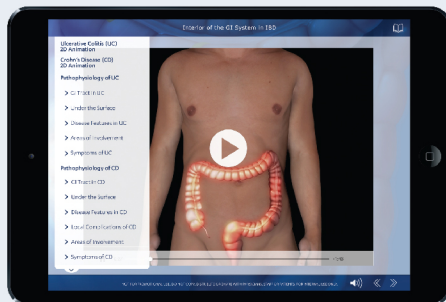 Interior of the GI System in IBD
Ulcerative Colitis (UC)
2D Animation
Crohn's Disease (CD)
2D Animation
Pathophysiology of UC
GI Tract in UC
Under the Surface
Disease Features in UC
Areas of Involvement
Symptoms of UC
Pathophysiology of CD
GI Tract in CD
Under the Surface
Disease Features in CD
Local Complications of CD
Areas of Involvement
Symptoms of CD